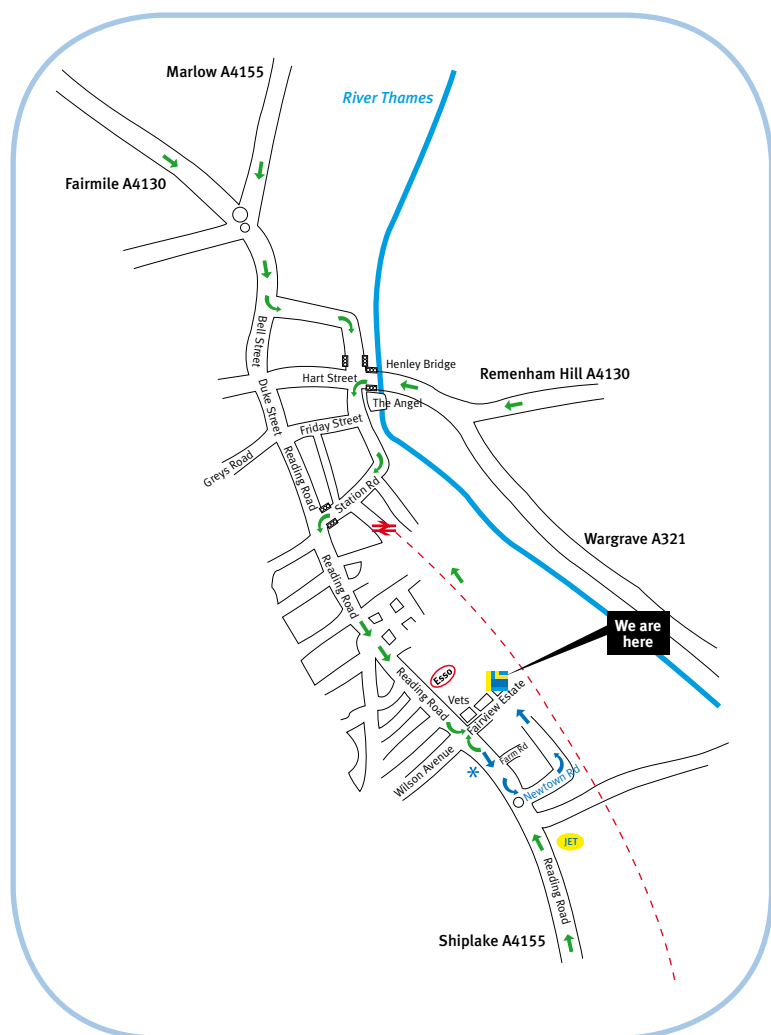 Marlow A4155
River Thames
Fairmile A4130
Bell Street
Henley Bridge
Hart Street
Remenham Hill A4130
The Angel
Duke Street
Friday Street
Greys Road
Reading Road
Station Rd
Wargrave A321
Reading Road
We are
here
Esso
Reading Road
Vets
Fairview Estate
Farm Rd
Wilson Avenue
*
Newtown Rd
JET
Reading Road
Shiplake A4155